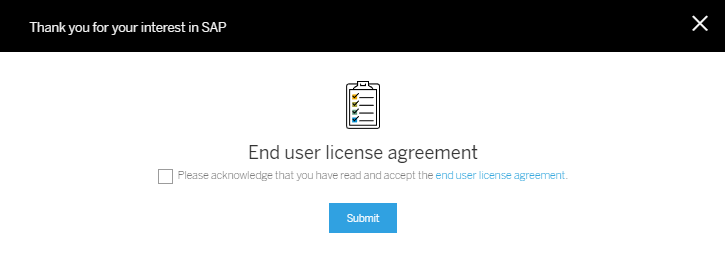 Thank you for your interest in SAP
End user license agreement
Please acknowledge that you have read and accept the end user license agreement.
Submit